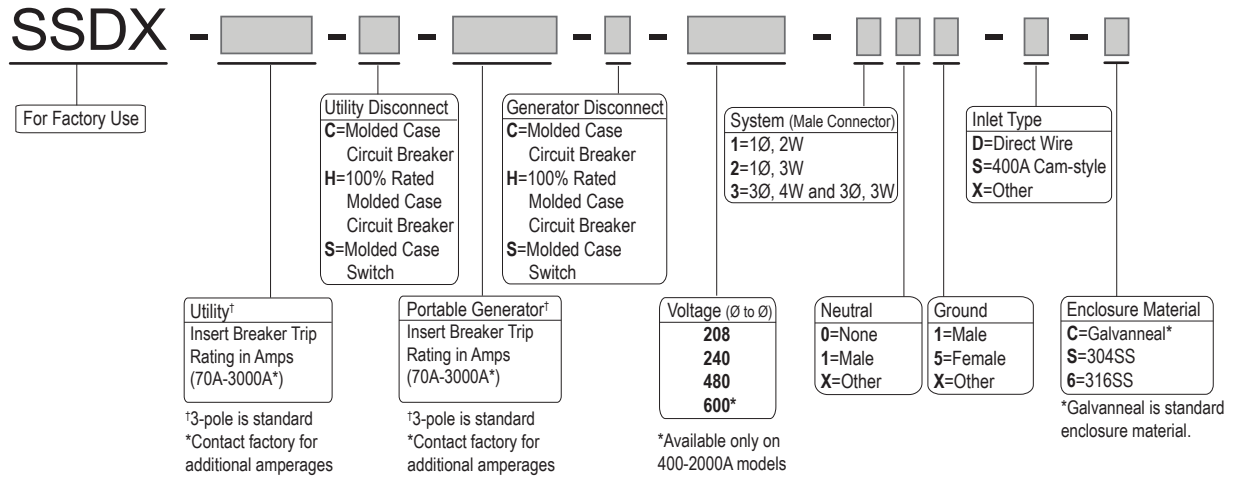 SSDX - - - - - - -
For Factory Use
Utility Disconnect
C=Molded Case
Circuit Breaker
H=100% Rated
Molded Case
Circuit Breaker
S=Molded Case
Switch
Generator Disconnect
C=Molded Case
Circuit Breaker
H=100% Rated
Molded Case
Circuit Breaker
S=Molded Case
Switch
System (Male Connector)
1=1Ø, 2W
2=1Ø, 3W
3=3Ø, 4W and 3Ø, 3W
Inlet Type
D=Direct Wire
S=400A Cam-style
X=Other
Utility†
Insert Breaker Trip
Rating in Amps
(70A-3000A*)
†3-pole is standard
*Contact factory for
additional amperages
Portable Generator†
Insert Breaker Trip
Rating in Amps
(70A-3000A*)
†3-pole is standard
*Contact factory for
additional amperages
Voltage (Ø to Ø)
208
240
480
600*
*Available only on
400-2000A models
Neutral
0=None
1=Male
X=Other
Ground
1=Male
5=Female
X=Other
Enclosure Material
C=Galvanneal*
S=304SS
6=316SS
*Galvanneal is standard
enclosure material.